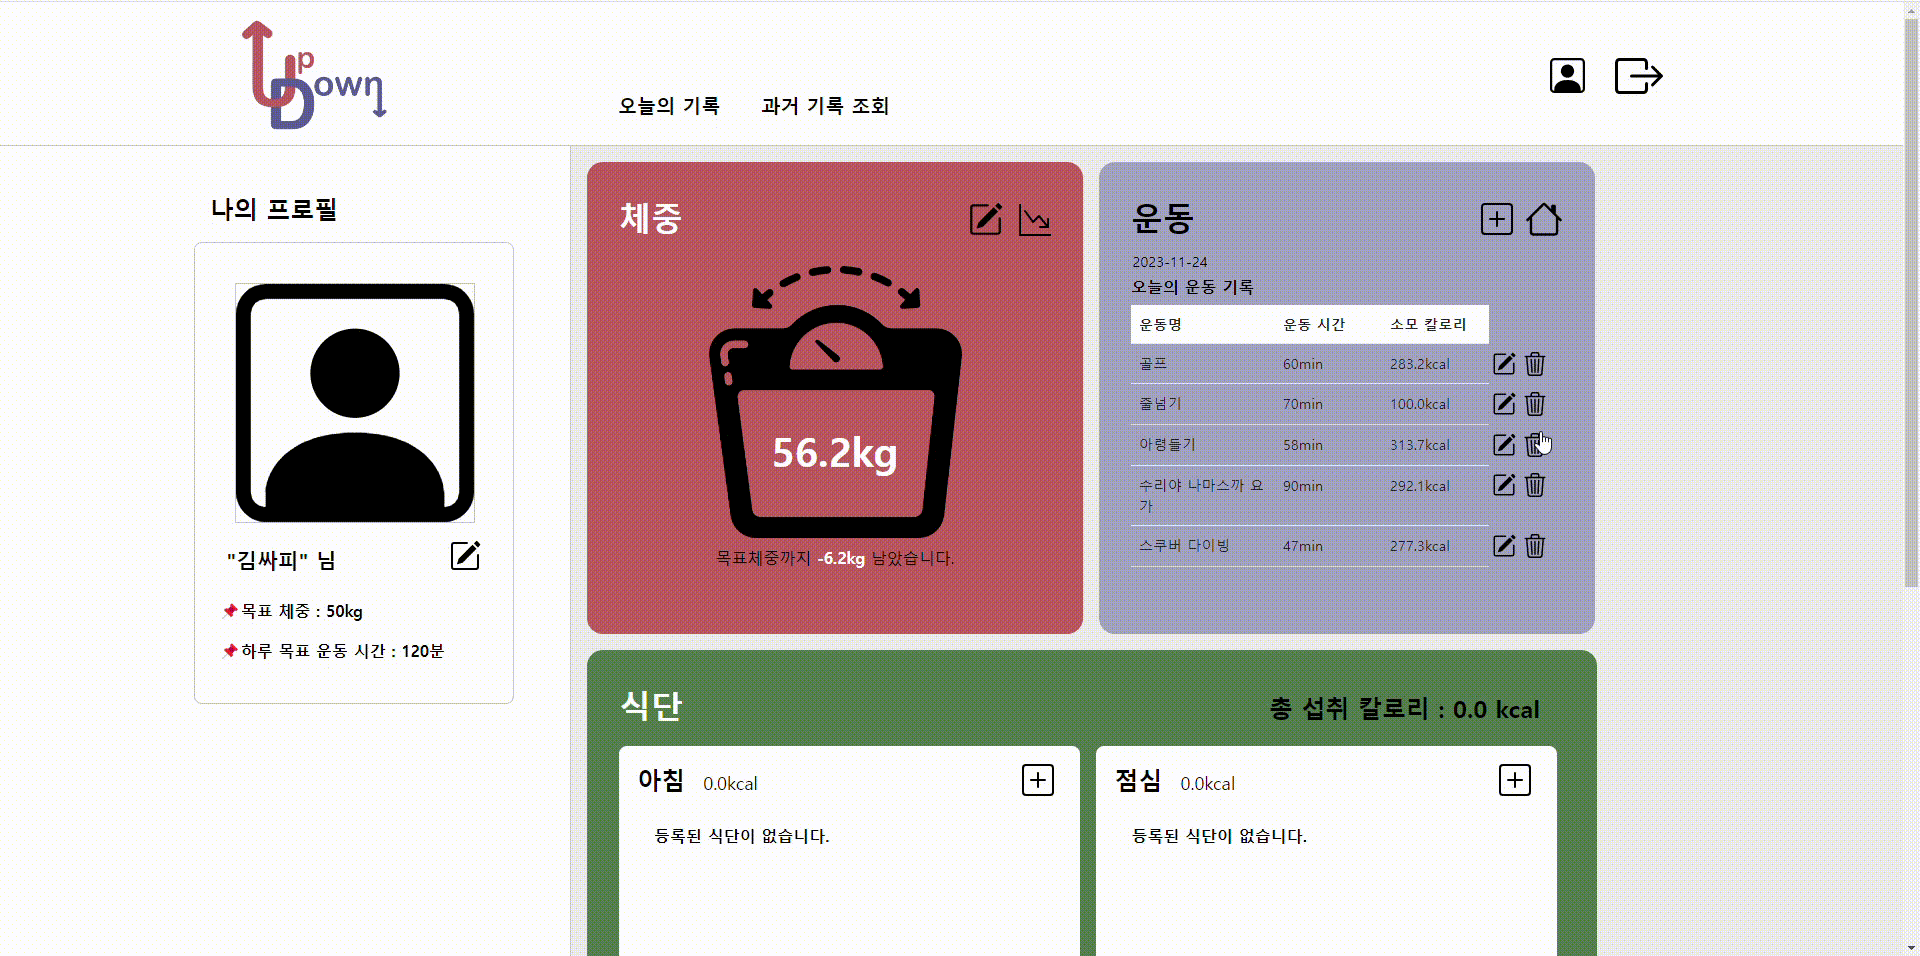 Up Down
오늘의 기록 과거 기록 조회
나의 프로필
"김싸피" 님
📌목표 체중 : 50kg
📌하루 목표 운동 시간 : 120분
체중
56.2kg
목표체중까지 -6.2kg 남았습니다.
운동
2023-11-24
오늘의 운동 기록
운동명 운동 시간 소모 칼로리
골프 60min 283.2kcal
줄넘기 70min 100.0kcal
아령들기 58min 313.7kcal
수리야 나마스까 요 90min 292.1kcal
가
스쿠버 다이빙 47min 277.3kcal
식단
총 섭취 칼로리 : 0.0 kcal
아침 0.0kcal
등록된 식단이 없습니다.
점심 0.0kcal
등록된 식단이 없습니다.